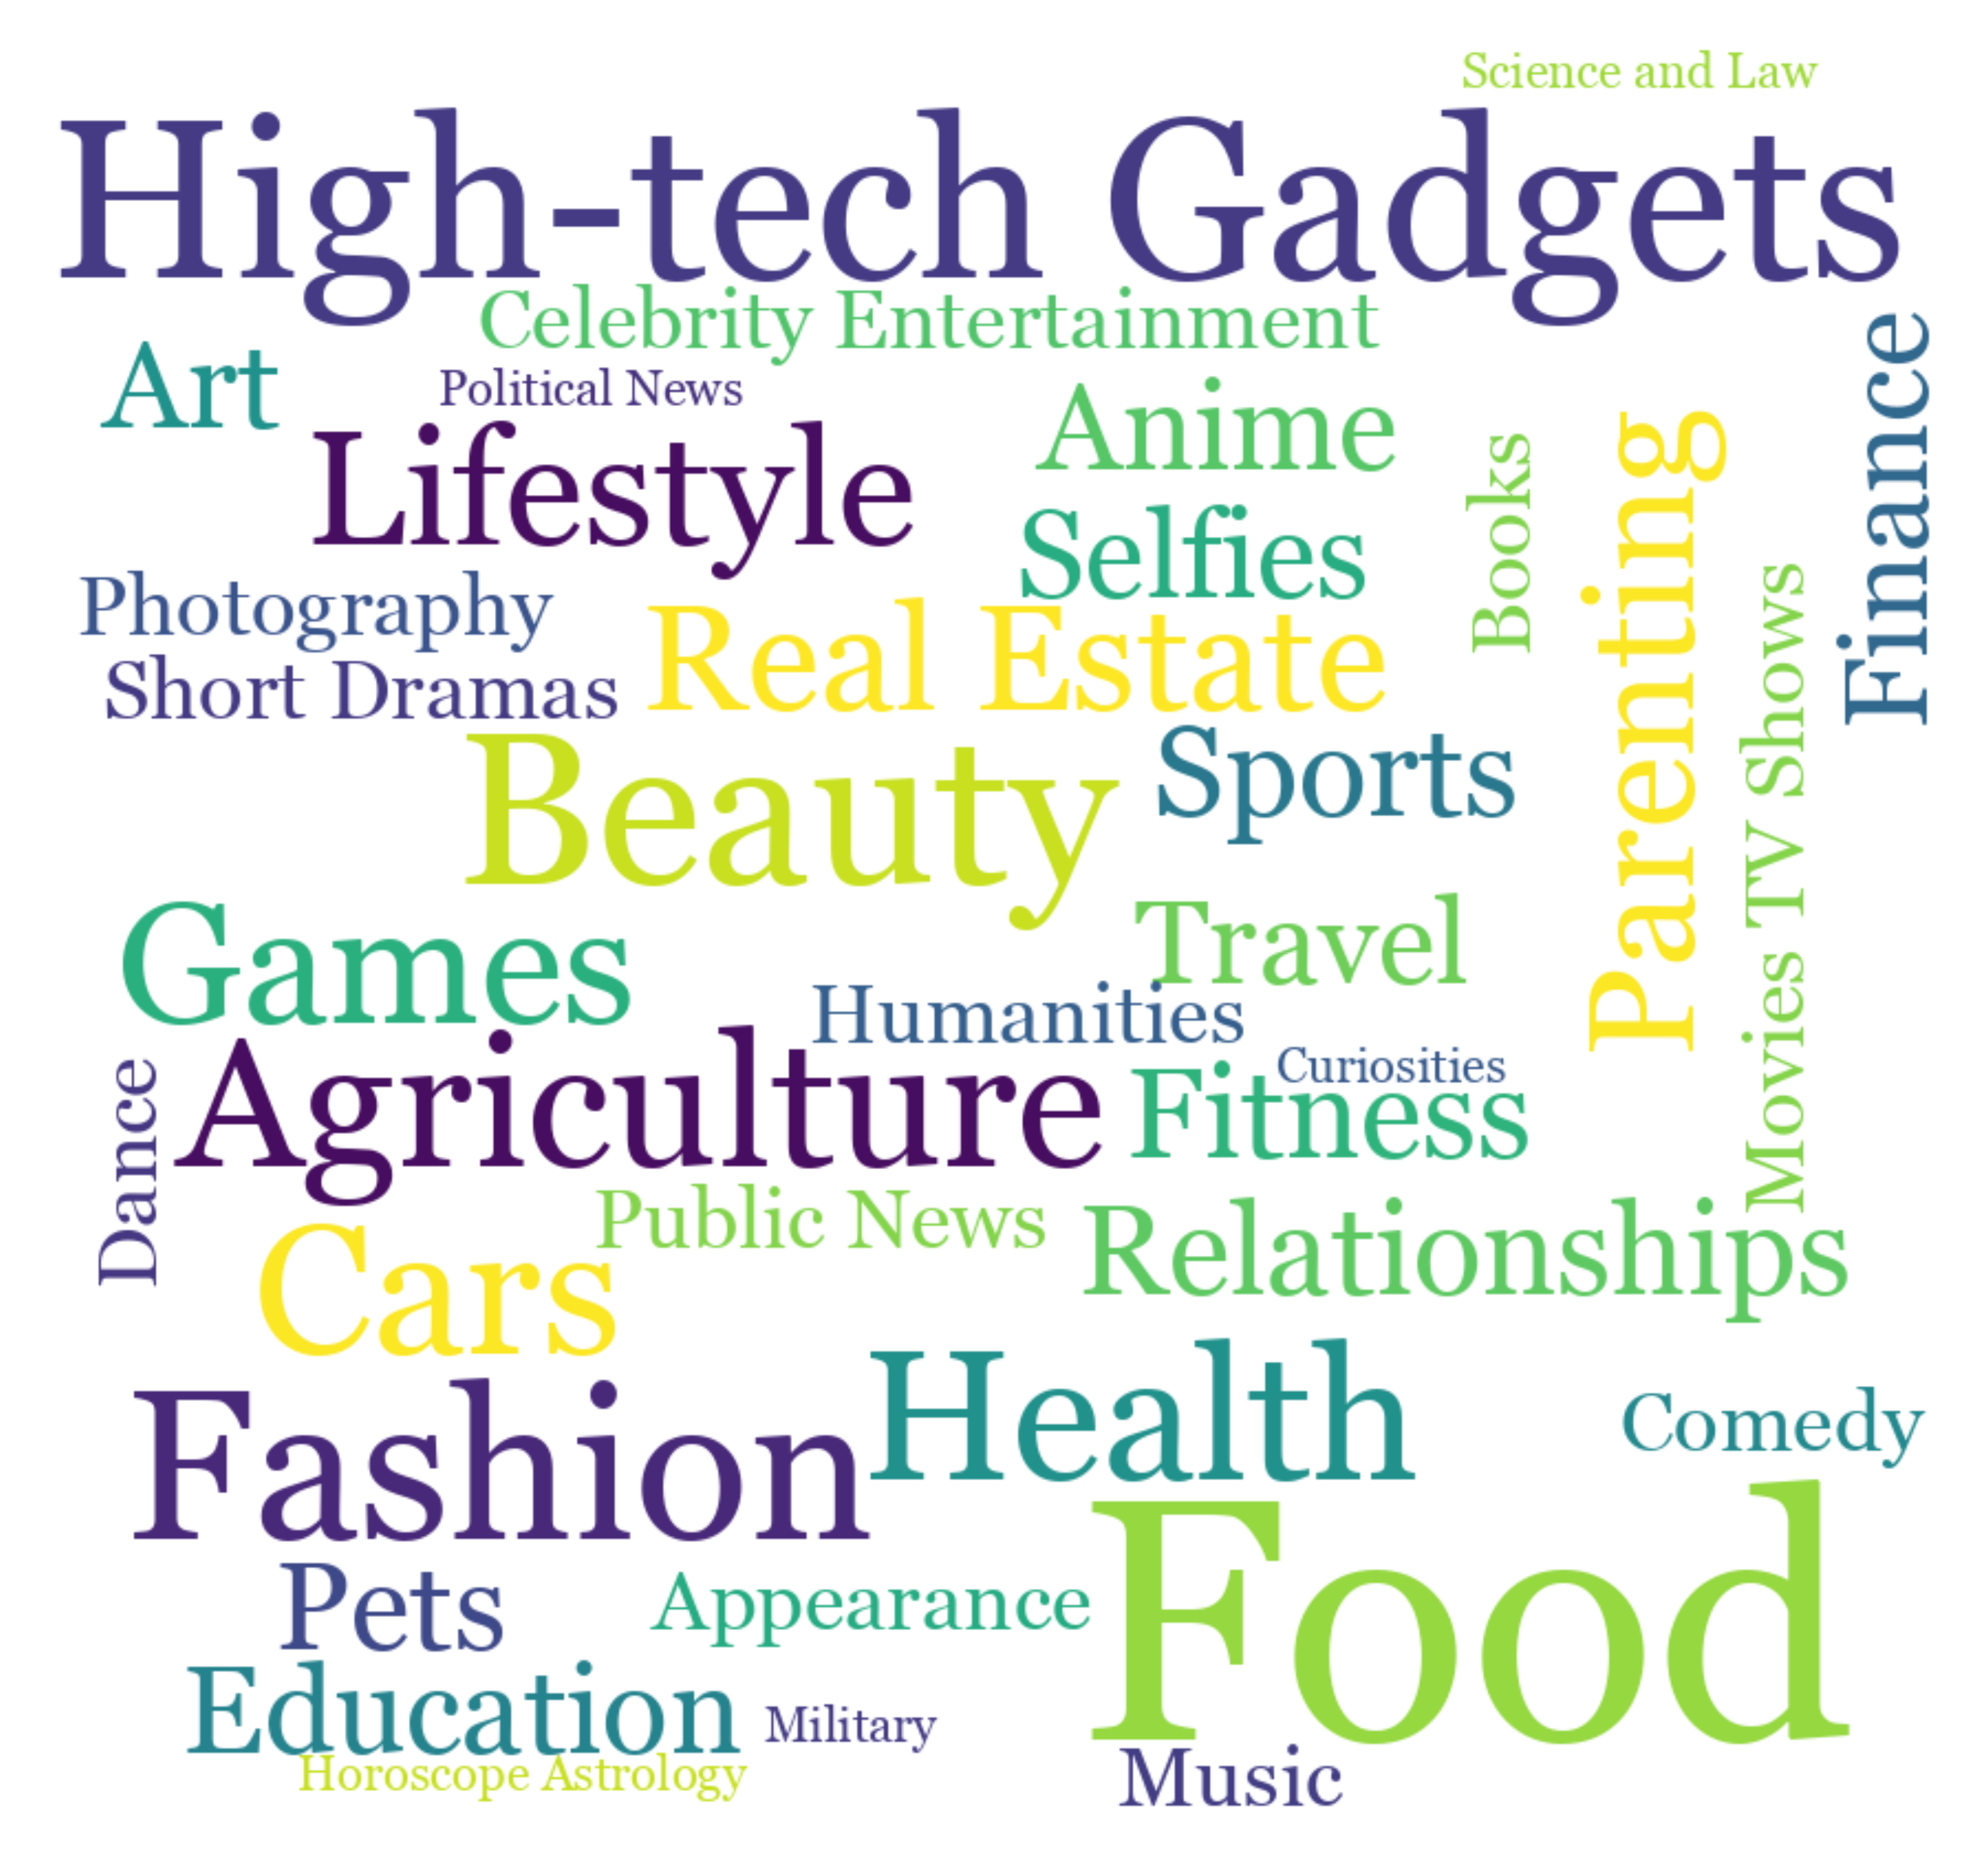 Science and Law
High-tech Gadgets
Celebrity Entertainment
Art
Political News
Lifestyle
Anime
Books
Parenting
Finance
Selfies
Photography
Real Estate
Short Dramas
Movies TV Shows
Beauty
Sports
Games
Travel
Humanities
Agriculture
Curiosities
Fitness
Dance
Public News
Relationships
Cars
Health
Fashion
Comedy
Food
Pets
Appearance
Education
Military
Horoscope Astrology
Music